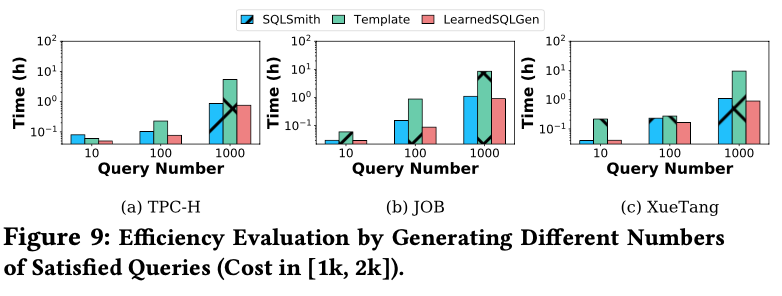 SQLSmith Template LearnedSQLGen
Time (h)
10^2
10^1
10^0
10^-1
10 100 1000
Query Number
(a) TPC-H
Time (h)
10^2
10^1
10^0
10^-1
10 100 1000
Query Number
(b) JOB
Time (h)
10^2
10^1
10^0
10^-1
10 100 1000
Query Number
(c) XueTang
Figure 9: Efficiency Evaluation by Generating Different Numbers
of Satisfied Queries (Cost in [1k, 2k]).